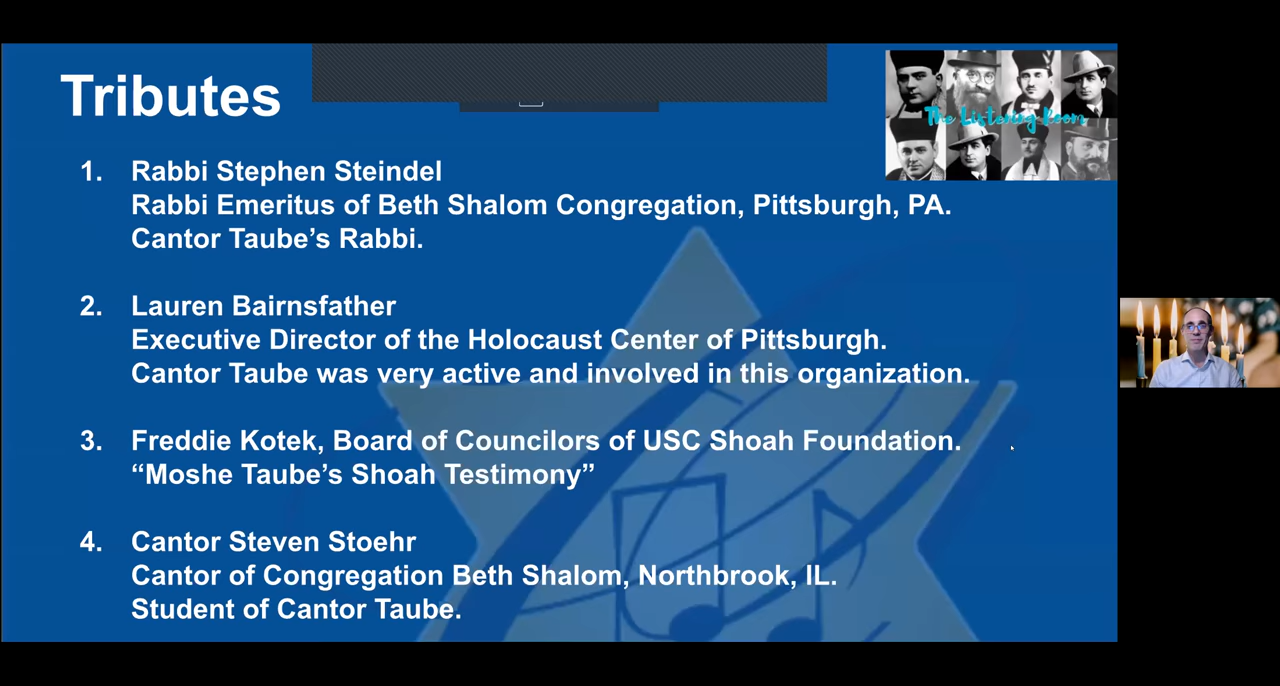 Tributes
The Listening Room
1. Rabbi Stephen Steindel
Rabbi Emeritus of Beth Shalom Congregation, Pittsburgh, PA.
Cantor Taube’s Rabbi.
2. Lauren Bairnsfather
Executive Director of the Holocaust Center of Pittsburgh.
Cantor Taube was very active and involved in this organization.
3. Freddie Kotek, Board of Councilors of USC Shoah Foundation.
“Moshe Taube’s Shoah Testimony”
4. Cantor Steven Stoehr
Cantor of Congregation Beth Shalom, Northbrook, IL.
Student of Cantor Taube.